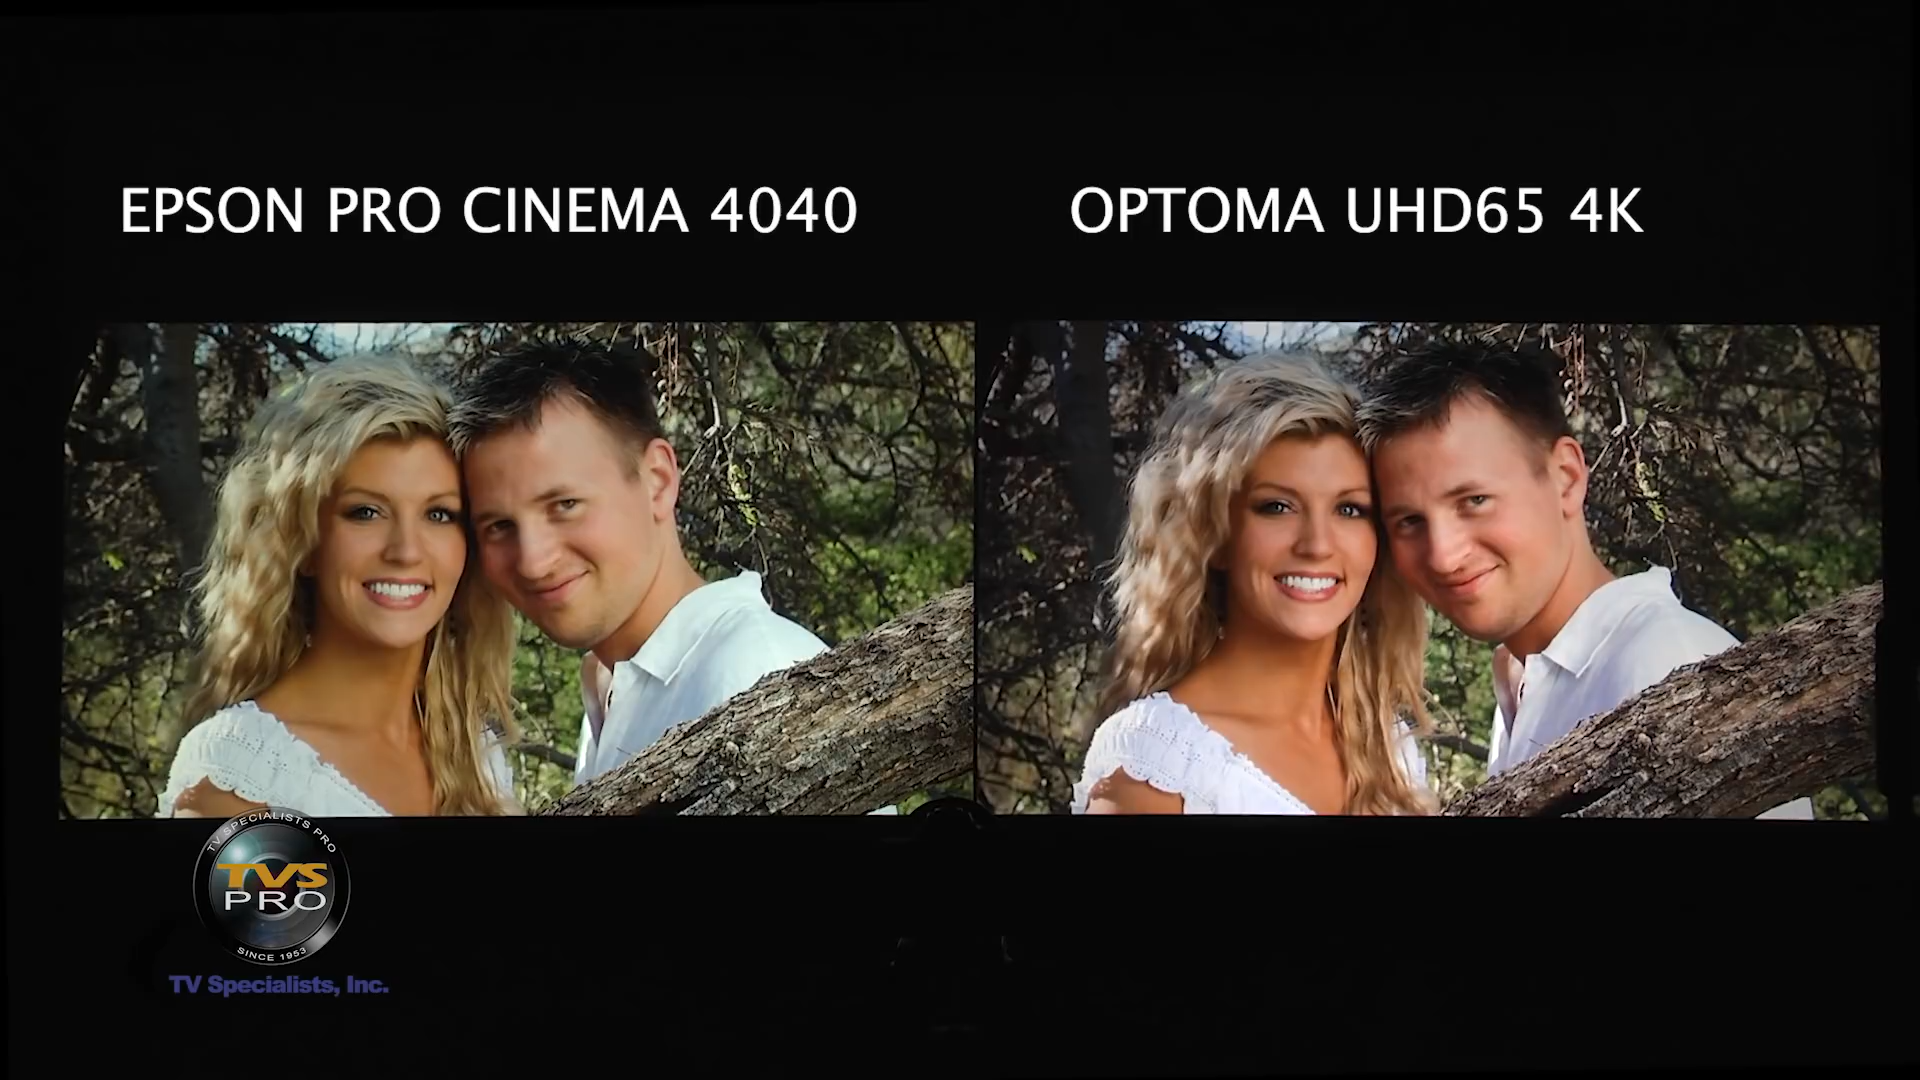 EPSON PRO CINEMA 4040
OPTOMA UHD65 4K
TV SPECIALISTS PRO
TVS
PRO
SINCE 1953
TV Specialists, Inc.